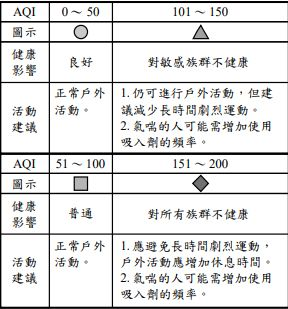 AQI 0～50 101～150
圖示
健康影響 良好 對敏感族群不健康
活動建議
正常戶外
活動。
1.仍可進行戶外活動，但建
議減少長時間劇烈運動。
2.氣喘的人可能需增加使用
吸入劑的頻率。
AQI 51～100 151～200
圖示
健康影響 普通 對所有族群不健康
活動建議
正常戶外
活動。
1.應避免長時間劇烈運動，
戶外活動應增加休息時間。
2.氣喘的人可能需增加使用
吸入劑的頻率。